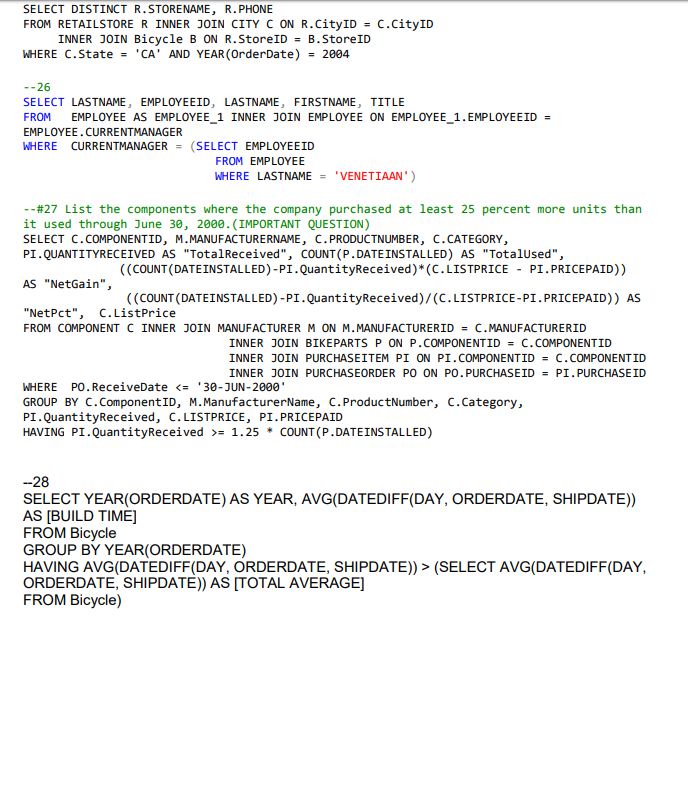 SELECT DISTINCT R.STORENAME, R.PHONE
FROM RETAILSTORE R INNER JOIN CITY C ON R.CityID = C.CityID
INNER JOIN Bicycle B ON R.StoreID = B.StoreID
WHERE C.State = 'CA' AND YEAR(OrderDate) = 2004
--26
SELECT LASTNAME, EMPLOYEEID, LASTNAME, FIRSTNAME, TITLE
FROM EMPLOYEE AS EMPLOYEE_1 INNER JOIN EMPLOYEE ON EMPLOYEE_1.EMPLOYEEID =
EMPLOYEE.CURRENTMANAGER
WHERE CURRENTMANAGER = (SELECT EMPLOYEEID
FROM EMPLOYEE
WHERE LASTNAME = 'VENETIAAN')
--#27 List the components where the company purchased at least 25 percent more units than
it used through June 30, 2000.(IMPORTANT QUESTION)
SELECT C.COMPONENTID, M.MANUFACTURERNAME, C.PRODUCTNUMBER, C.CATEGORY,
PI.QUANTITYRECEIVED AS "TotalReceived", COUNT(P.DATEINSTALLED) AS "TotalUsed",
((COUNT(DATEINSTALLED)-PI.QuantityReceived)*(C.LISTPRICE - PI.PRICEPAID))
AS "NetGain",
((COUNT(DATEINSTALLED)-PI.QuantityReceived)/(C.LISTPRICE-PI.PRICEPAID)) AS
"NetPct", C.ListPrice
FROM COMPONENT C INNER JOIN MANUFACTURER M ON M.MANUFACTURERID = C.MANUFACTURERID
INNER JOIN BIKEPARTS P ON P.COMPONENTID = C.COMPONENTID
INNER JOIN PURCHASEITEM PI ON PI.COMPONENTID = C.COMPONENTID
INNER JOIN PURCHASEORDER PO ON PO.PURCHASEID = PI.PURCHASEID
WHERE PO.ReceiveDate <= '30-JUN-2000'
GROUP BY C.ComponentID, M.ManufacturerName, C.ProductNumber, C.Category,
PI.QuantityReceived, C.LISTPRICE, PI.PRICEPAID
HAVING PI.QuantityReceived >= 1.25 * COUNT(P.DATEINSTALLED)
--28
SELECT YEAR(ORDERDATE) AS YEAR, AVG(DATEDIFF(DAY, ORDERDATE, SHIPDATE))
AS [BUILD TIME]
FROM Bicycle
GROUP BY YEAR(ORDERDATE)
HAVING AVG(DATEDIFF(DAY, ORDERDATE, SHIPDATE)) > (SELECT AVG(DATEDIFF(DAY,
ORDERDATE, SHIPDATE)) AS [TOTAL AVERAGE]
FROM Bicycle)